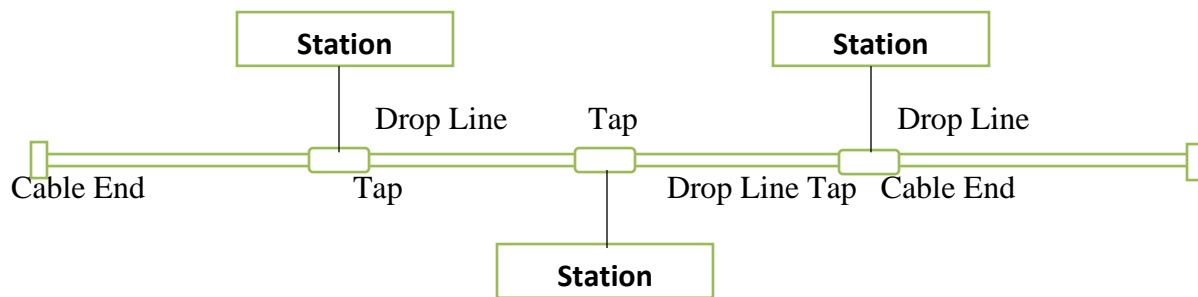 Station Station
Drop Line Tap Drop Line
Cable End Tap Drop Line Tap Cable End
Station